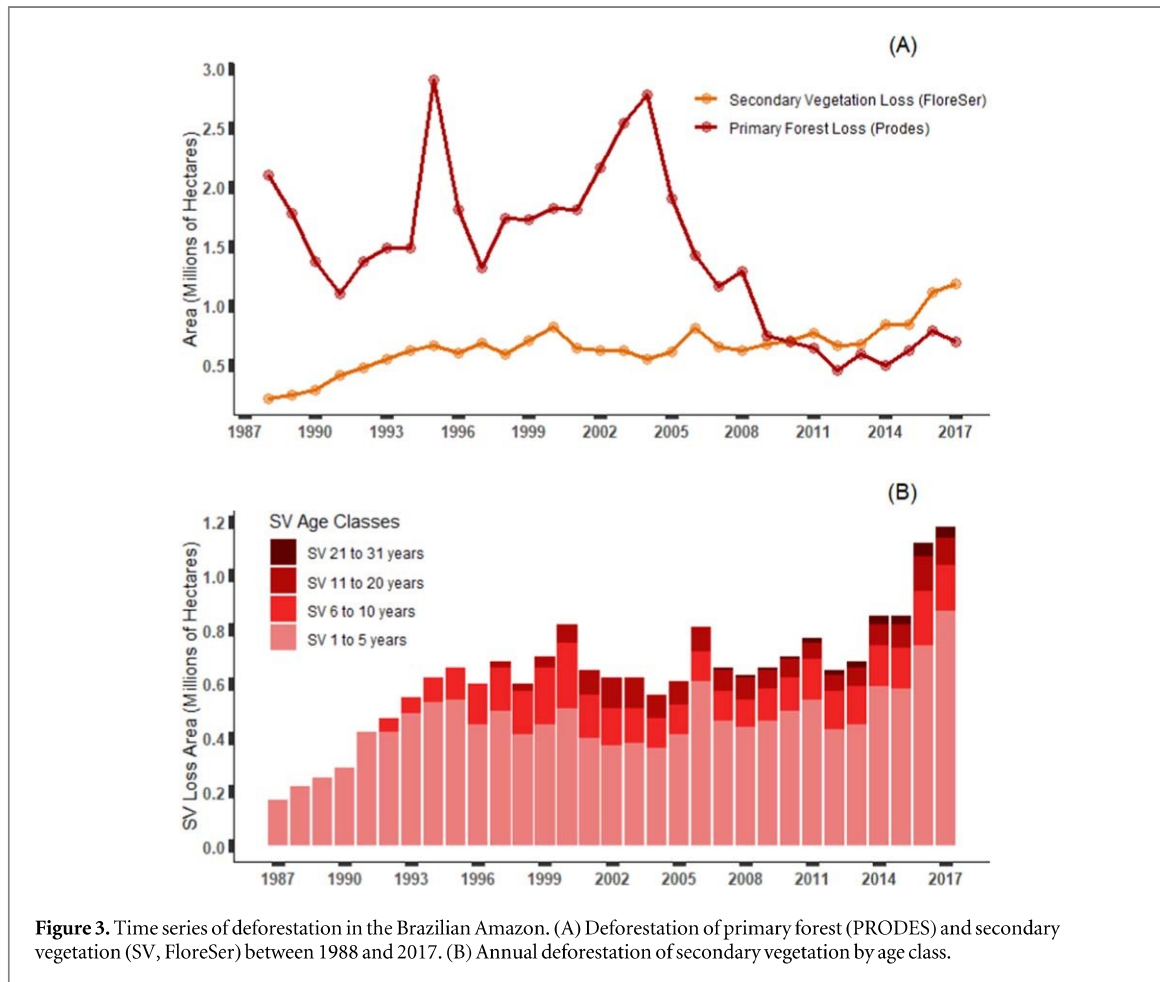 (A)
3.0
2.5
2.0
1.5
1.0
0.5
Area (Millions of Hectares)
Secondary Vegetation Loss (FloreSer)
Primary Forest Loss (Prodes)
1987 1990 1993 1996 1999 2002 2005 2008 2011 2014 2017
(B)
1.2
1.0
0.8
0.6
0.4
0.2
0.0
SV Loss Area (Millions of Hectares)
SV Age Classes
SV 21 to 31 years
SV 11 to 20 years
SV 6 to 10 years
SV 1 to 5 years
1987 1990 1993 1996 1999 2002 2005 2008 2011 2014 2017
Figure 3. Time series of deforestation in the Brazilian Amazon. (A) Deforestation of primary forest (PRODES) and secondary
vegetation (SV, FloreSer) between 1988 and 2017. (B) Annual deforestation of secondary vegetation by age class.